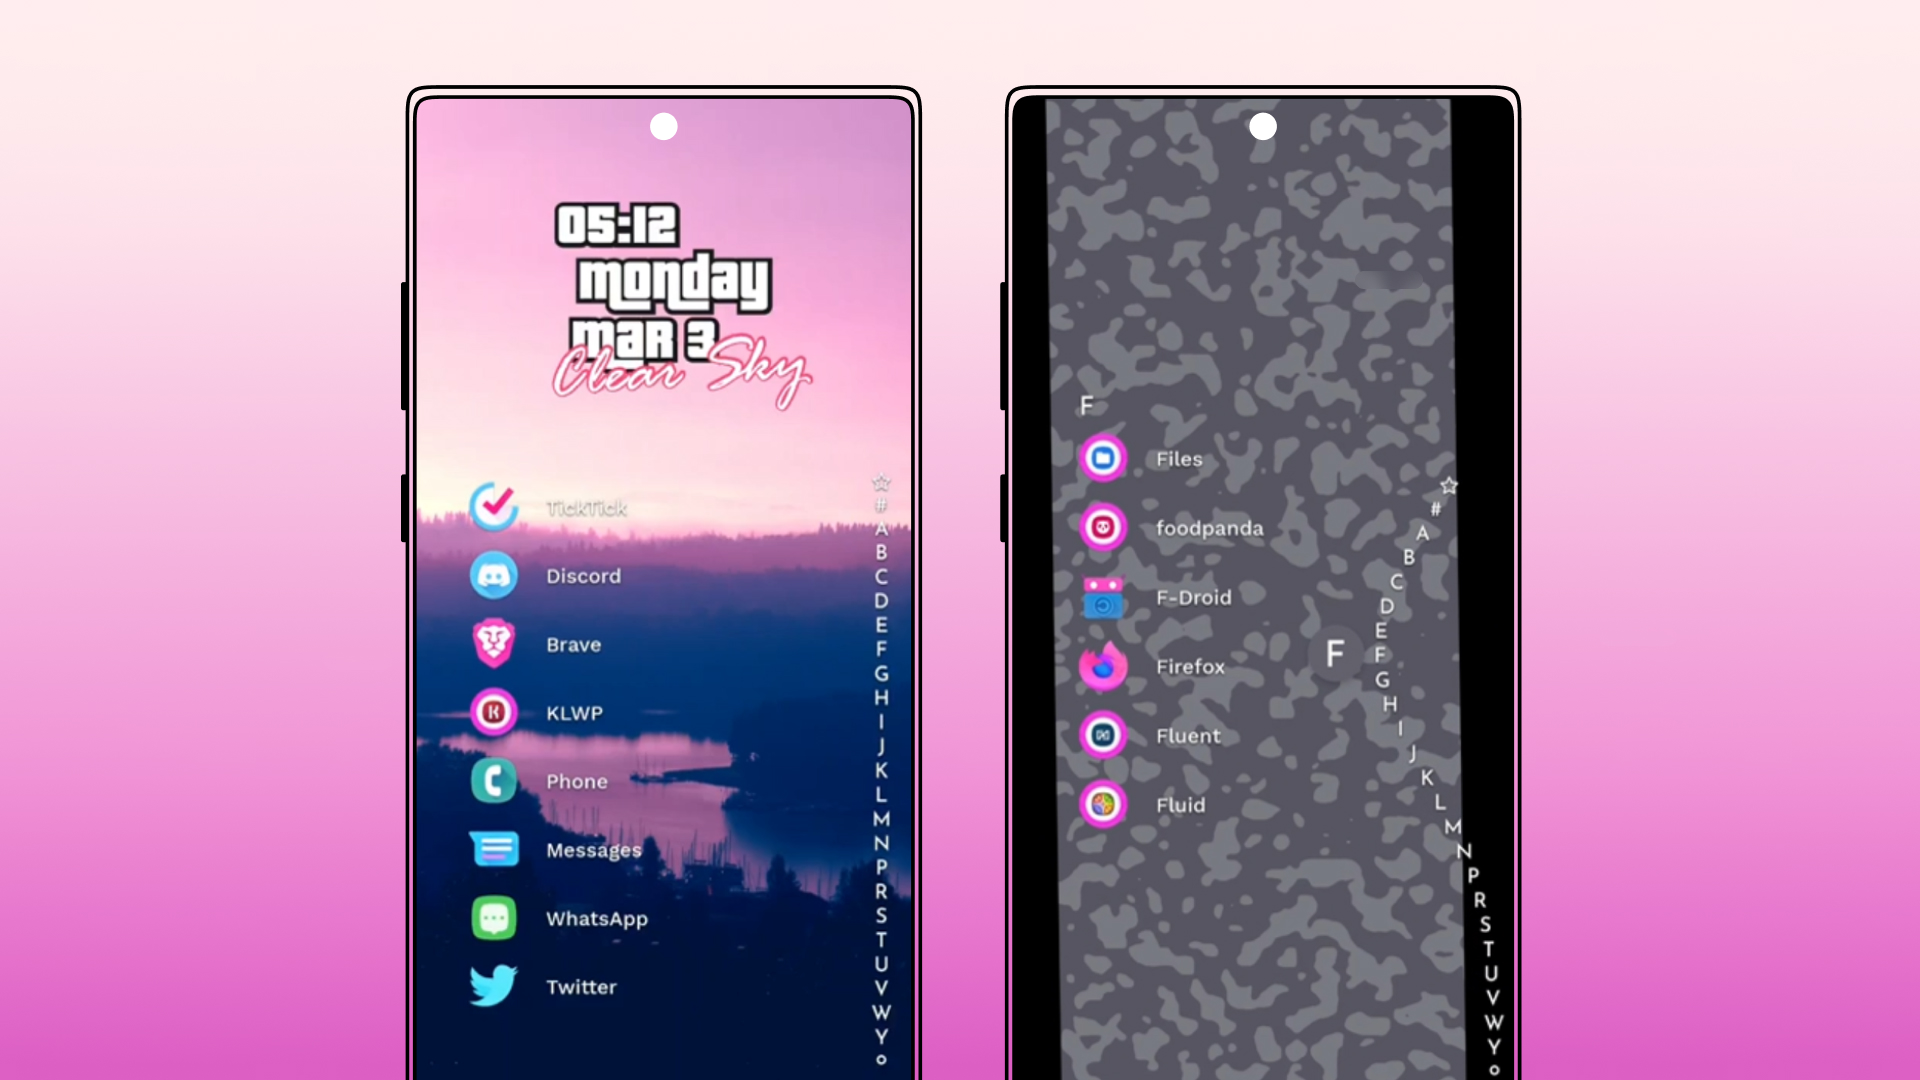 05:12
monday
mar 3
Clear Sky
TickTick
Discord
Brave
KLWP
Phone
Messages
WhatsApp
Twitter
#
A
B
C
D
E
F
G
H
I
J
K
L
M
N
P
R
S
T
U
V
W
Y
F
Files
foodpanda
F-Droid
Firefox
Fluent
Fluid
F
#
A
B
C
D
E
F
G
H
I
J
K
L
M
N
P
R
S
T
U
V
W
Y